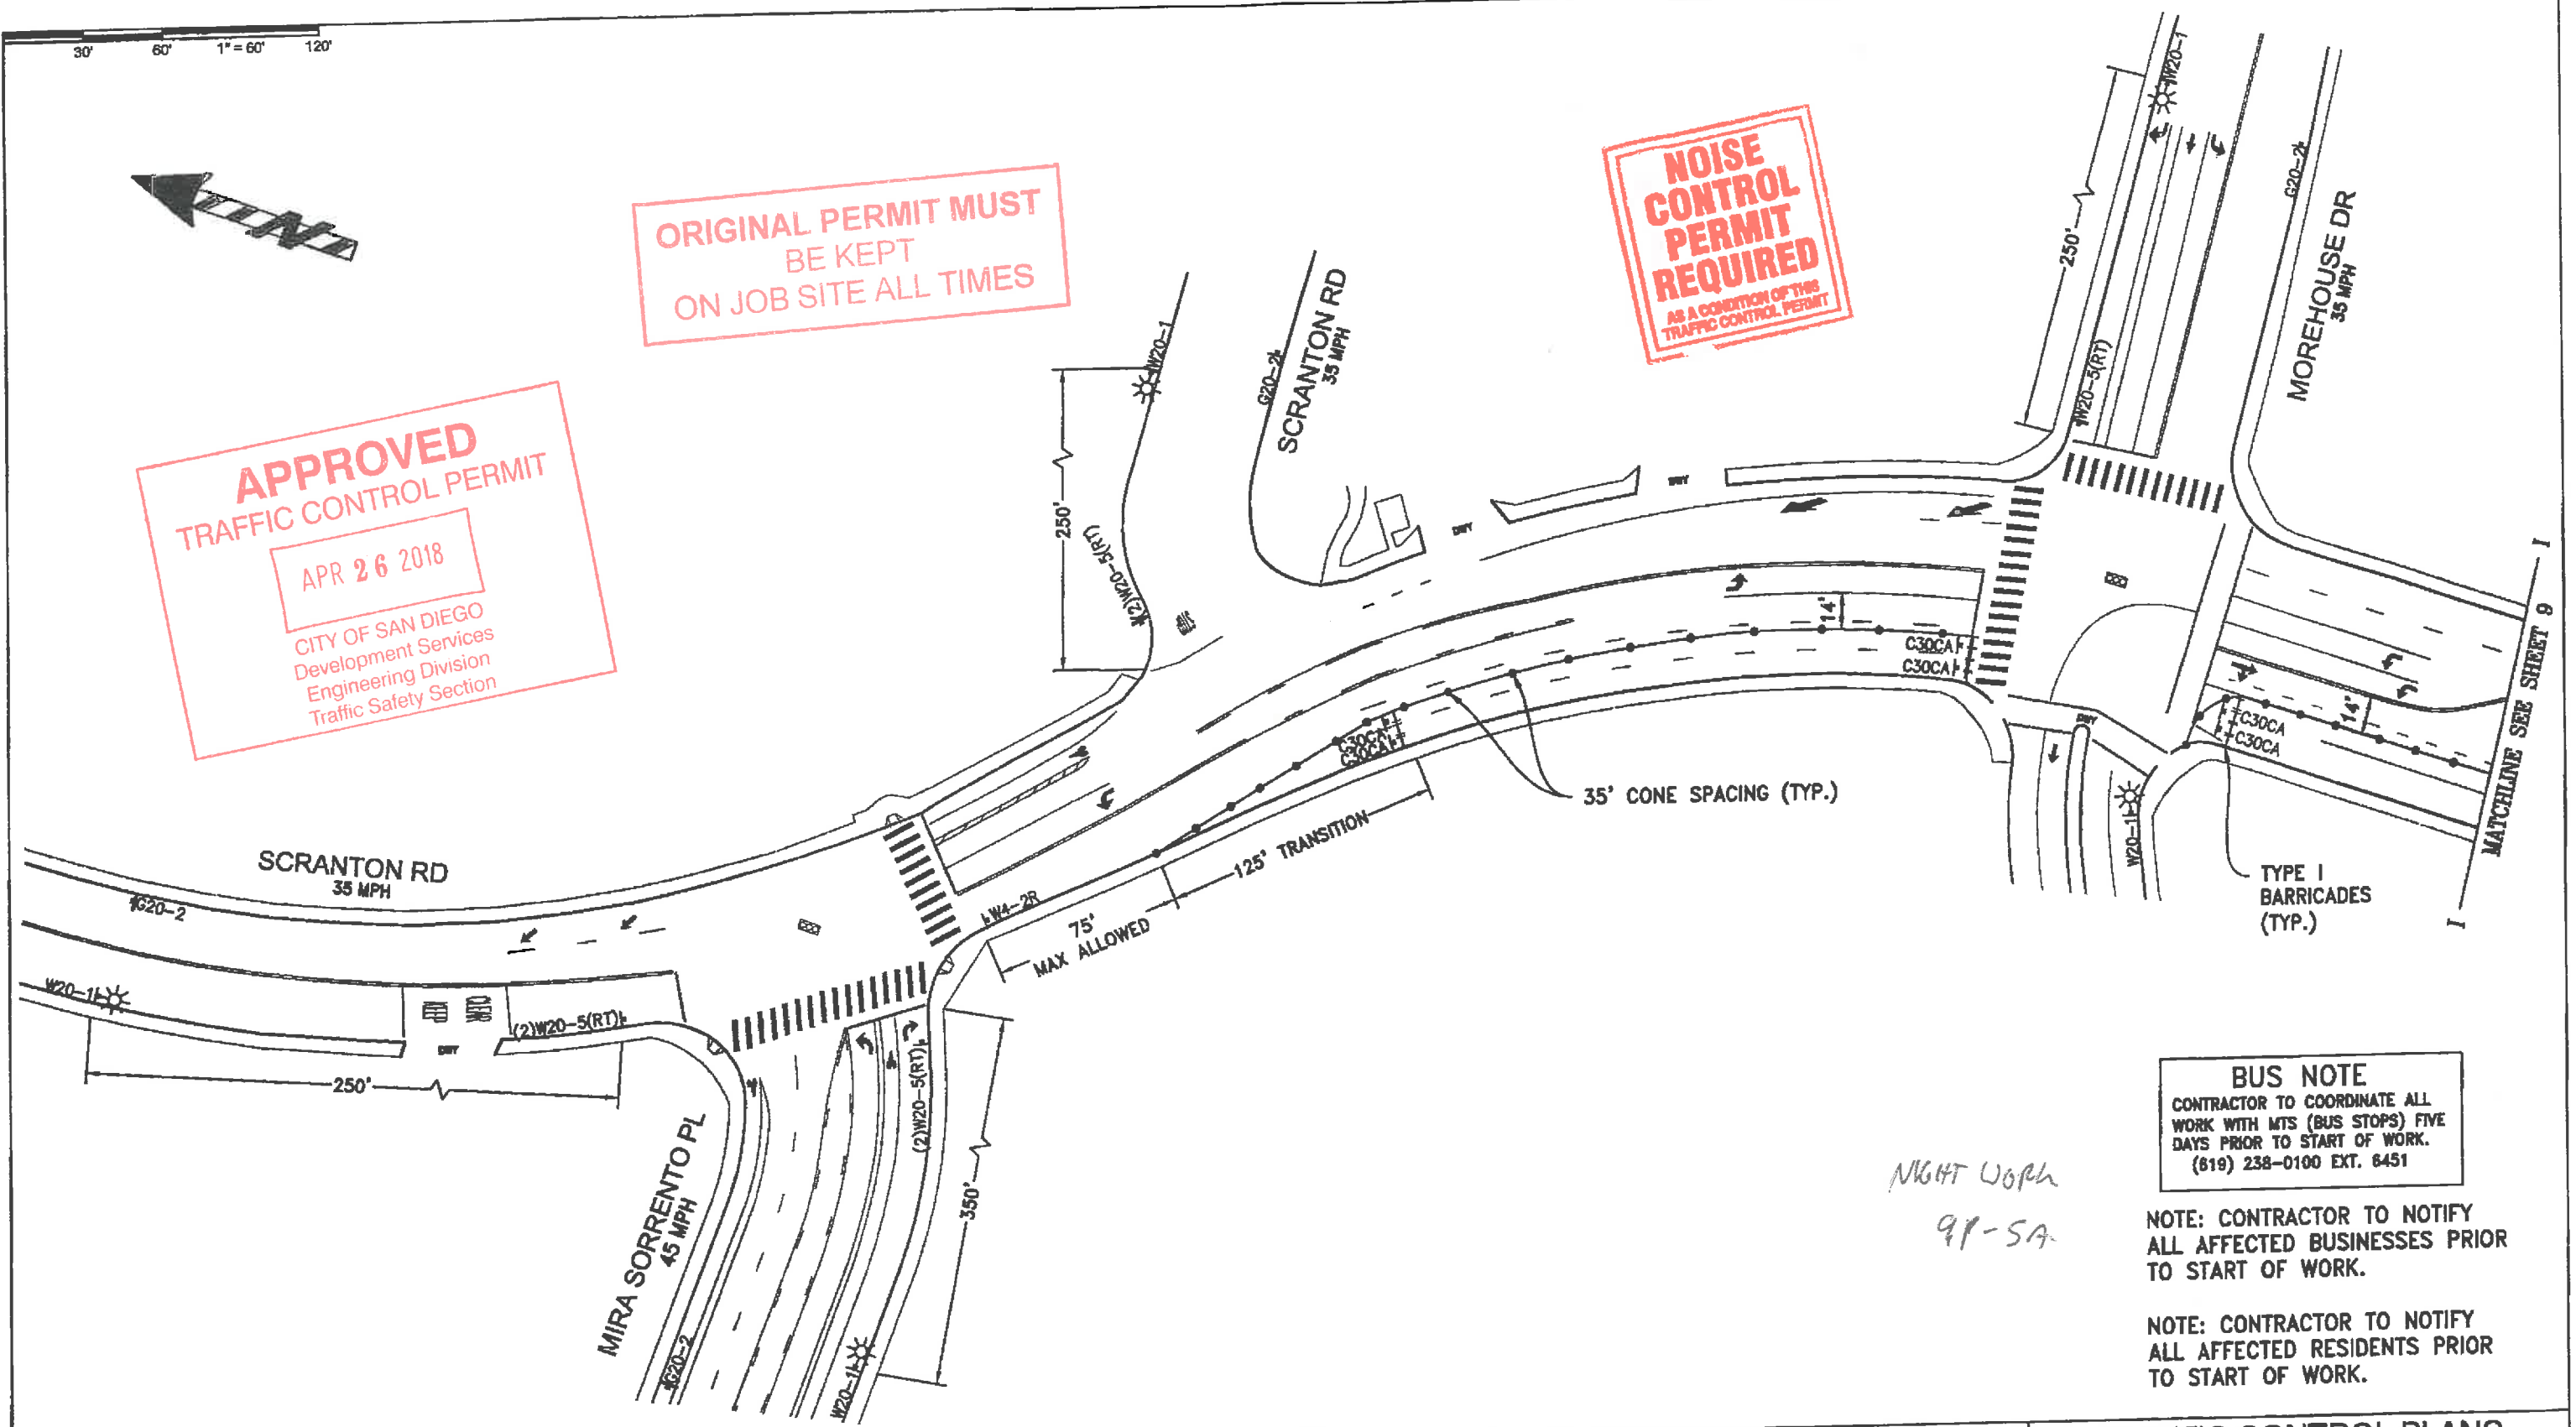 30' 60' 1" = 60' 120'
N
ORIGINAL PERMIT MUST
BE KEPT
ON JOB SITE ALL TIMES
NOISE
CONTROL
PERMIT
REQUIRED
AS A CONDITION OF THIS
TRAFFIC CONTROL PERMIT
APPROVED
TRAFFIC CONTROL PERMIT
APR 26 2018
CITY OF SAN DIEGO
Development Services
Engineering Division
Traffic Safety Section
W20-1
250'
(2)W20-5(RT)
G20-2
SCRANTON RD
35 MPH
W20-1
250'
W20-5(RT)
G20-2
MOREHOUSE DR
35 MPH
DWY
DWY
14'
C30CA
C30CA
C30CA
C30CA
14'
C30CA
C30CA
DWY
W20-1
MATCHLINE SEE SHEET 9
I
I
TYPE I
BARRICADES
(TYP.)
35' CONE SPACING (TYP.)
125' TRANSITION
75'
MAX ALLOWED
W4-2R
SCRANTON RD
35 MPH
G20-2
W20-1
DWY
(2)W20-5(RT)
250'
(2)W20-5(RT)
350'
MIRA SORRENTO PL
45 MPH
G20-2
W20-1
BUS NOTE
CONTRACTOR TO COORDINATE ALL
WORK WITH MTS (BUS STOPS) FIVE
DAYS PRIOR TO START OF WORK.
(619) 238-0100 EXT. 6451
NIGHT WORK
9P-5A.
NOTE: CONTRACTOR TO NOTIFY
ALL AFFECTED BUSINESSES PRIOR
TO START OF WORK.
NOTE: CONTRACTOR TO NOTIFY
ALL AFFECTED RESIDENTS PRIOR
TO START OF WORK.
CONTROL PLANS